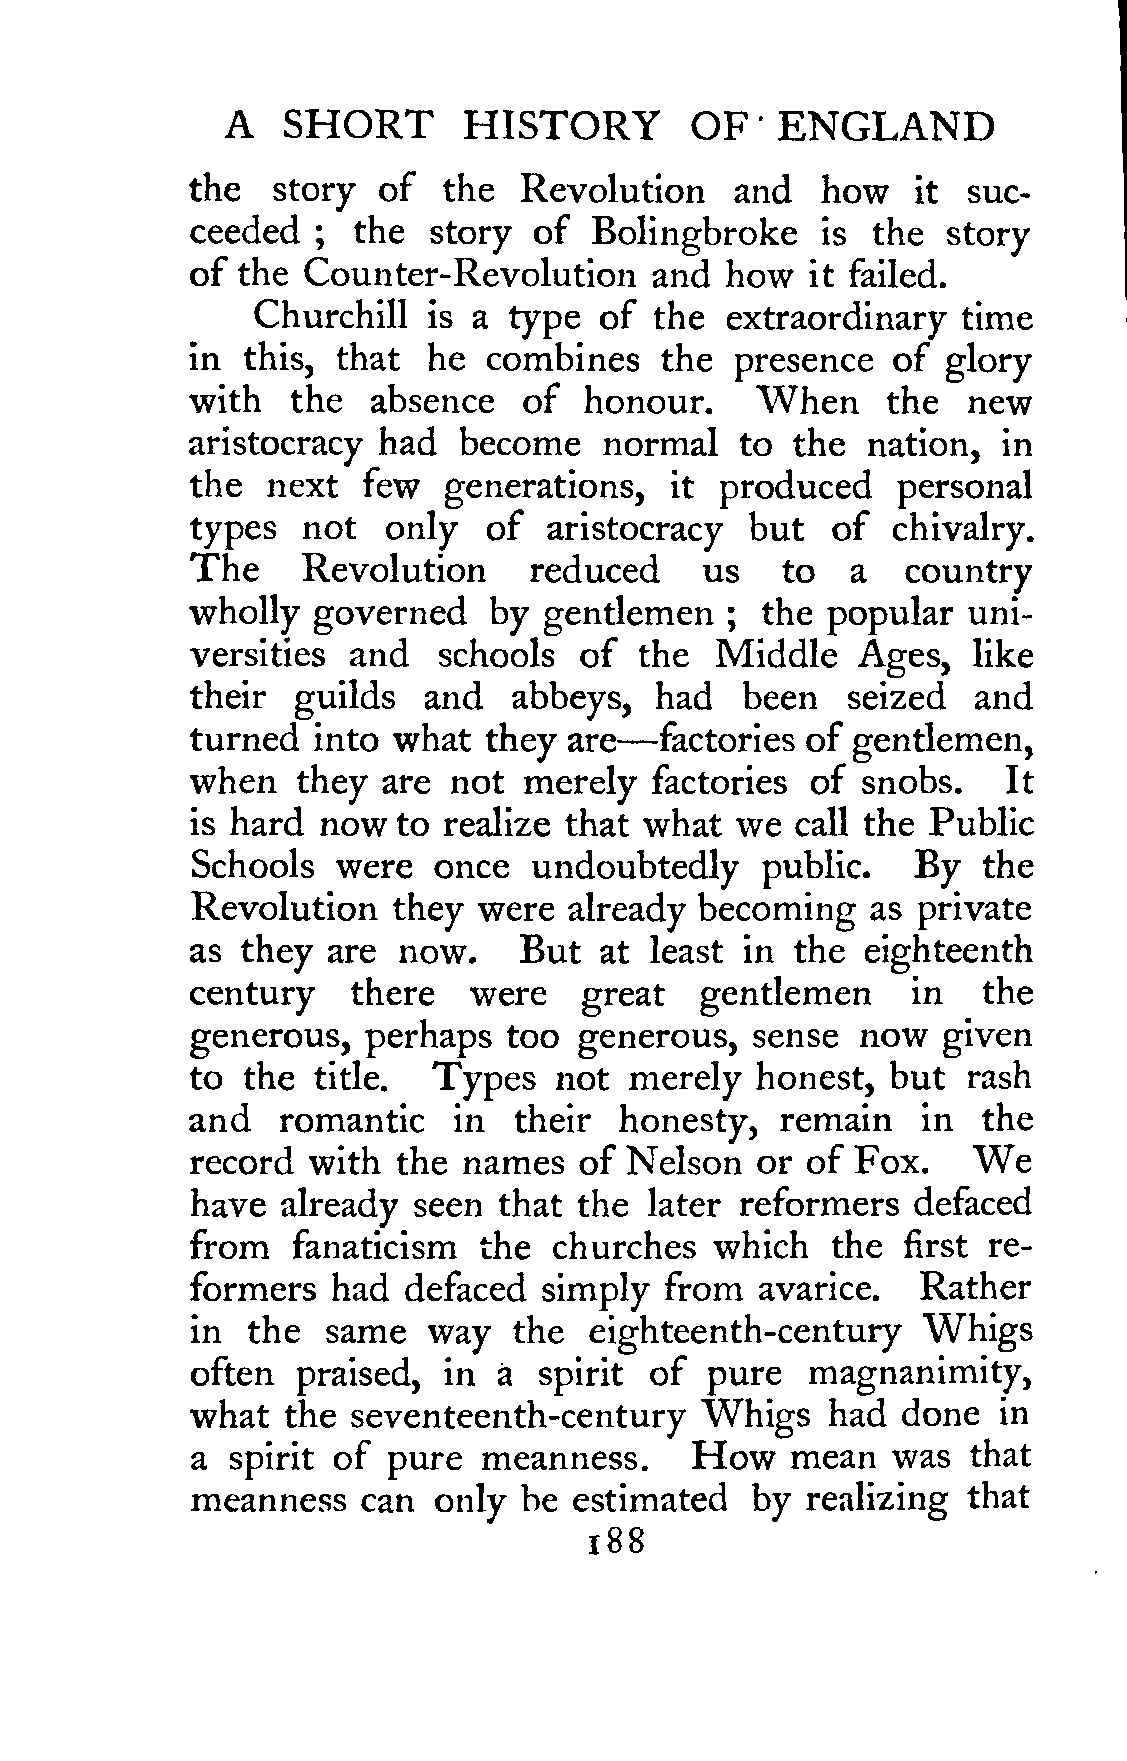 A SHORT HISTORY OF ENGLAND
the story of the Revolution and how it suc-
ceeded ; the story of Bolingbroke is the story
of the Counter-Revolution and how it failed.
Churchill is a type of the extraordinary time
in this, that he combines the presence of glory
with the absence of honour. When the new
aristocracy had become normal to the nation, in
the next few generations, it produced personal
types not only of aristocracy but of chivalry.
The Revolution reduced us to a country
wholly governed by gentlemen ; the popular uni-
versities and schools of the Middle Ages, like
their guilds and abbeys, had been seized and
turned into what they are—factories of gentlemen,
when they are not merely factories of snobs. It
is hard now to realize that what we call the Public
Schools were once undoubtedly public. By the
Revolution they were already becoming as private
as they are now. But at least in the eighteenth
century there were great gentlemen in the
generous, perhaps too generous, sense now given
to the title. Types not merely honest, but rash
and romantic in their honesty, remain in the
record with the names of Nelson or of Fox. We
have already seen that the later reformers defaced
from fanaticism the churches which the first re-
formers had defaced simply from avarice. Rather
in the same way the eighteenth-century Whigs
often praised, in a spirit of pure magnanimity,
what the seventeenth-century Whigs had done in
a spirit of pure meanness. How mean was that
meanness can only be estimated by realizing that
188